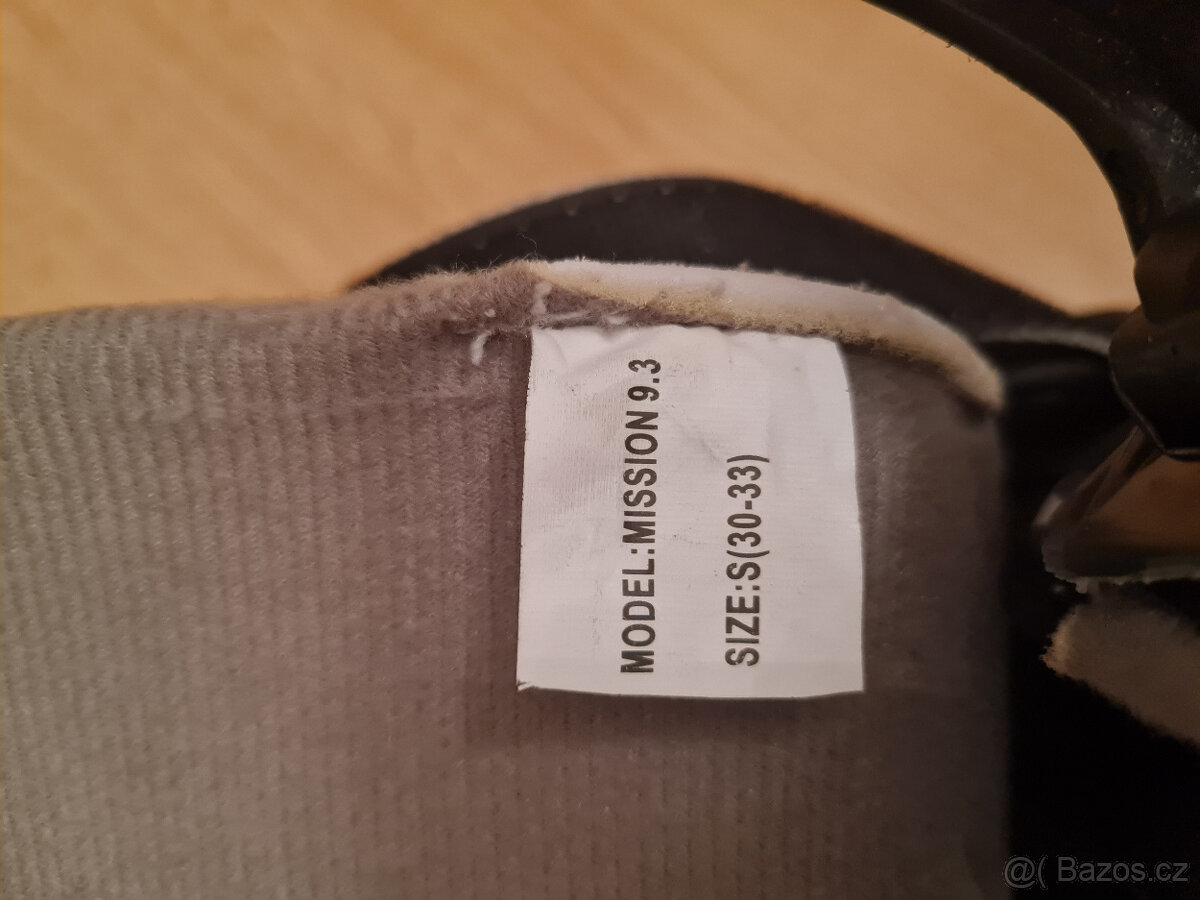 MODEL:MISSION 9.3
SIZE:S(30-33)
@( Bazos.cz